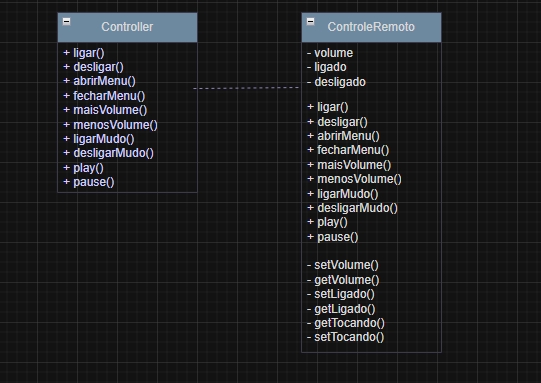 Controller
+ ligar()
+ desligar()
+ abrirMenu()
+ fecharMenu()
+ maisVolume()
+ menosVolume()
+ ligarMudo()
+ desligarMudo()
+ play()
+ pause()
ControleRemoto
- volume
- ligado
- desligado
+ ligar()
+ desligar()
+ abrirMenu()
+ fecharMenu()
+ maisVolume()
+ menosVolume()
+ ligarMudo()
+ desligarMudo()
+ play()
+ pause()
- setVolume()
- getVolume()
- setLigado()
- getLigado()
- getTocando()
- setTocando()